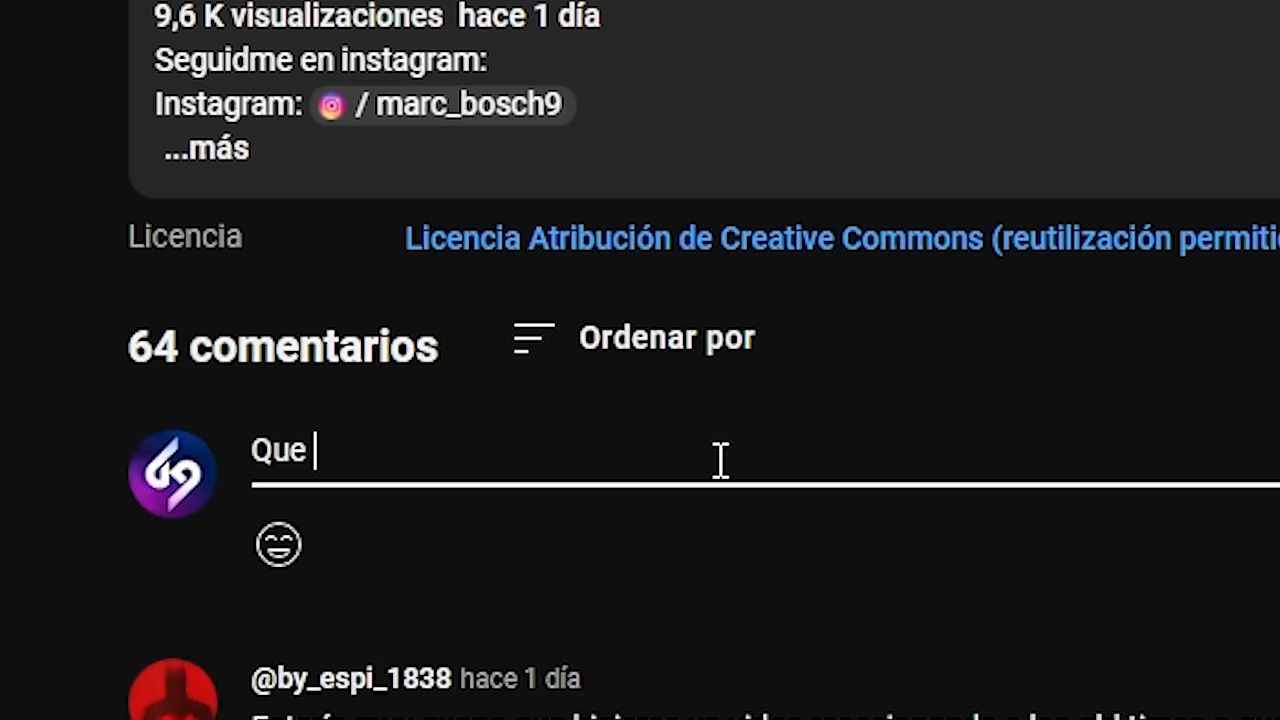 9,6 K visualizaciones hace 1 día
Seguidme en instagram:
Instagram: / marc_bosch9
...más
Licencia Licencia Atribución de Creative Commons (reutilización
64 comentarios Ordenar por
Que
@by_espi_1838 hace 1 día